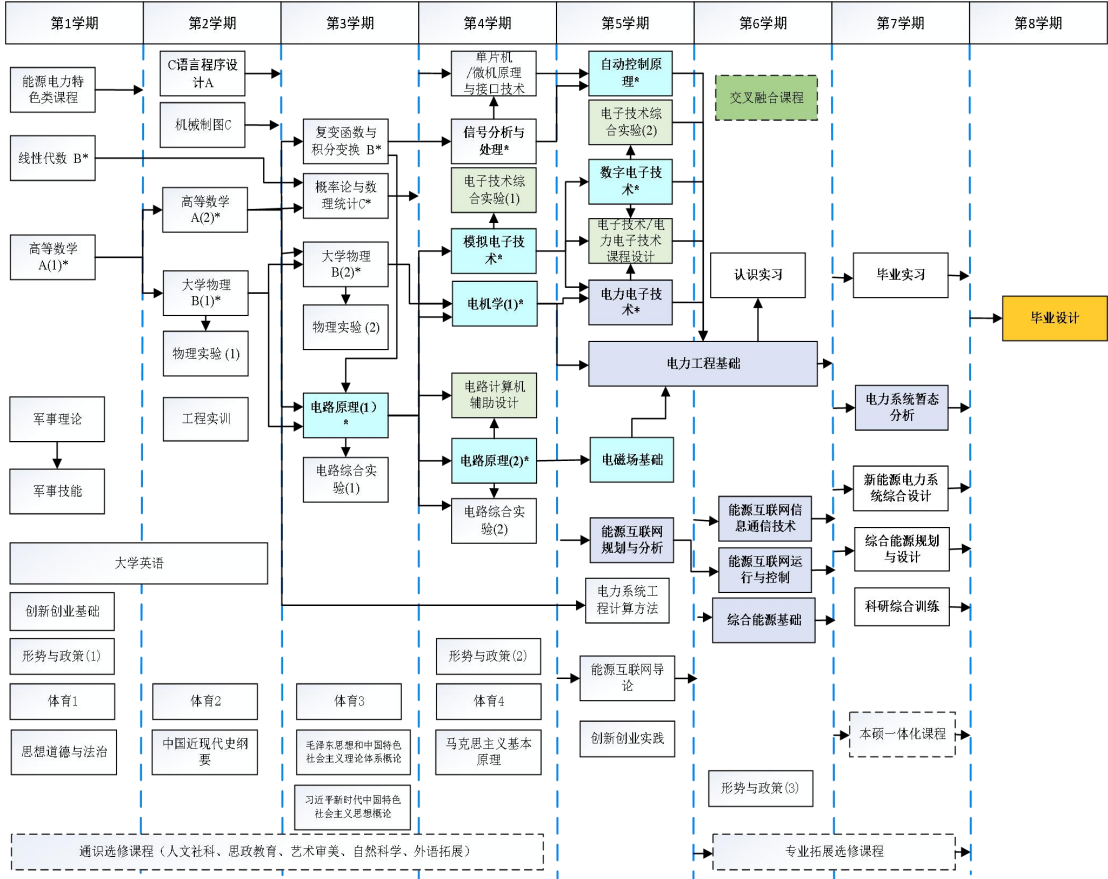 第1学期
第2学期
第3学期
第4学期
第5学期
第6学期
第7学期
第8学期
能源电力特
色类课程
线性代数 B*
高等数学
A(1)*
军事理论
军事技能
大学英语
创新创业基础
形势与政策(1)
体育1
思想道德与法治
C语言程序设
计A
机械制图C
高等数学
A(2)*
大学物理
B(1)*
物理实验(1)
工程实训
体育2
中国近现代史纲
要
复变函数与
积分变换 B*
概率论与数
理统计C*
大学物理
B(2)*
物理实验(2)
电路原理(1)
*
电路综合实
验(1)
体育3
毛泽东思想和中国特色
社会主义理论体系概论
习近平新时代中国特色
社会主义思想概论
单片机
/微机原理
与接口技术
信号分析与
处理*
电子技术综
合实验(1)
模拟电子技
术*
电机学(1)*
电路计算机
辅助设计
电路原理(2)*
电路综合实
验(2)
形势与政策(2)
体育4
马克思主义基本
原理
自动控制原
理*
电子技术综
合实验(2)
数字电子技
术*
电子技术/电
力电子技术
课程设计
电力电子技
术*
电力工程基础
电磁场基础
能源互联网
规划与分析
电力系统工
程计算方法
能源互联网导
论
创新创业实践
交叉融合课程
认识实习
能源互联网信
息通信技术
能源互联网运
行与控制
综合能源基础
形势与政策(3)
毕业实习
电力系统暂态
分析
新能源电力系
统综合设计
综合能源规划
与设计
科研综合训练
本硕一体化课程
毕业设计
通识选修课程（人文社科、思政教育、艺术审美、自然科学、外语拓展）
专业拓展选修课程